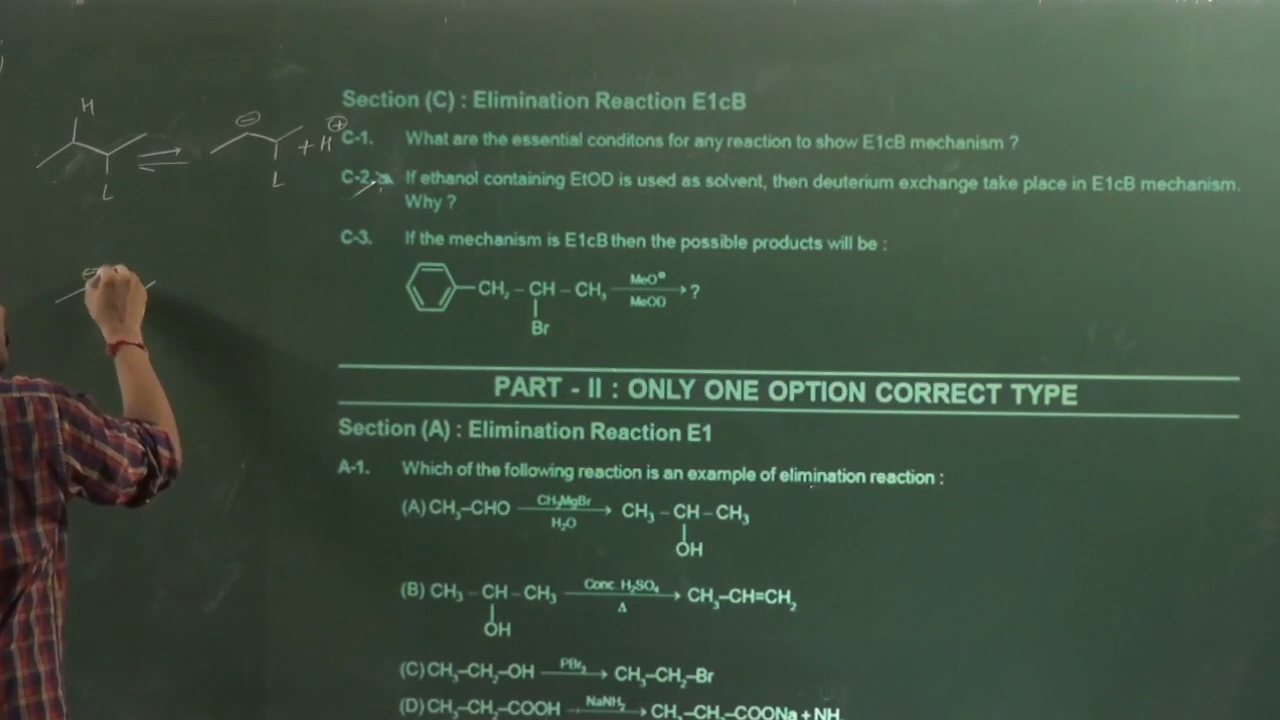 Section (C) : Elimination Reaction E1cB
H
⊖
L
L
+ H⊕
C-1. What are the essential conditons for any reaction to show E1cB mechanism ?
C-2. If ethanol containing EtOD is used as solvent, then deuterium exchange take place in E1cB mechanism.
Why ?
C-3. If the mechanism is E1cB then the possible products will be :
MeO⊖
–CH₂ – CH – CH₃ ⟶ ?
MeOD
Br
PART - II : ONLY ONE OPTION CORRECT TYPE
Section (A) : Elimination Reaction E1
A-1. Which of the following reaction is an example of elimination reaction :
CH₃MgBr
(A) CH₃–CHO ⟶ CH₃ – CH – CH₃
H₂O
OH
Conc. H₂SO₄
(B) CH₃ – CH – CH₃ ⟶ CH₃–CH=CH₂
Δ
OH
PBr₃
(C) CH₃–CH₂–OH ⟶ CH₃–CH₂–Br
NaNH₂
(D) CH₃–CH₂–COOH ⟶ CH₃–CH₂–COONa + NH